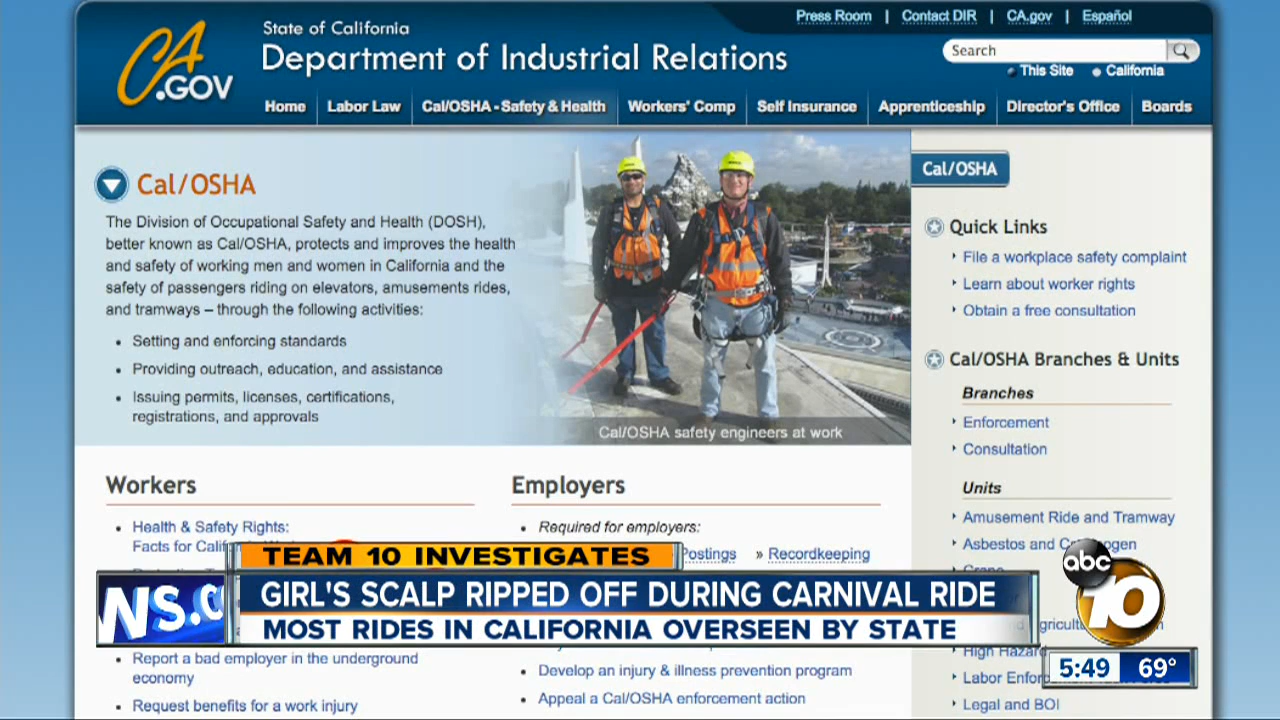 Press Room | Contact DIR | CA.gov | Español
CA.GOV
State of California
Department of Industrial Relations
Search
This Site California
Home Labor Law Cal/OSHA - Safety & Health Workers' Comp Self Insurance Apprenticeship Director's Office Boards
Cal/OSHA
The Division of Occupational Safety and Health (DOSH),
better known as Cal/OSHA, protects and improves the health
and safety of working men and women in California and the
safety of passengers riding on elevators, amusements rides,
and tramways – through the following activities:
• Setting and enforcing standards
• Providing outreach, education, and assistance
• Issuing permits, licenses, certifications,
registrations, and approvals
Cal/OSHA safety engineers at work
Cal/OSHA
Quick Links
File a workplace safety complaint
Learn about worker rights
Obtain a free consultation
Cal/OSHA Branches & Units
Branches
Enforcement
Consultation
Units
Amusement Ride and Tramway
Asbestos and
High
Labor
Legal and BOI
Workers
• Health & Safety Rights:
Facts for
• Report a bad employer in the underground
economy
• Request benefits for a work injury
Employers
• Required for employers:
Postings » Recordkeeping
• Develop an injury & illness prevention program
• Appeal a Cal/OSHA enforcement action
TEAM 10 INVESTIGATES
GIRL'S SCALP RIPPED OFF DURING CARNIVAL RIDE
MOST RIDES IN CALIFORNIA OVERSEEN BY STATE
abc
10
5:49 69°